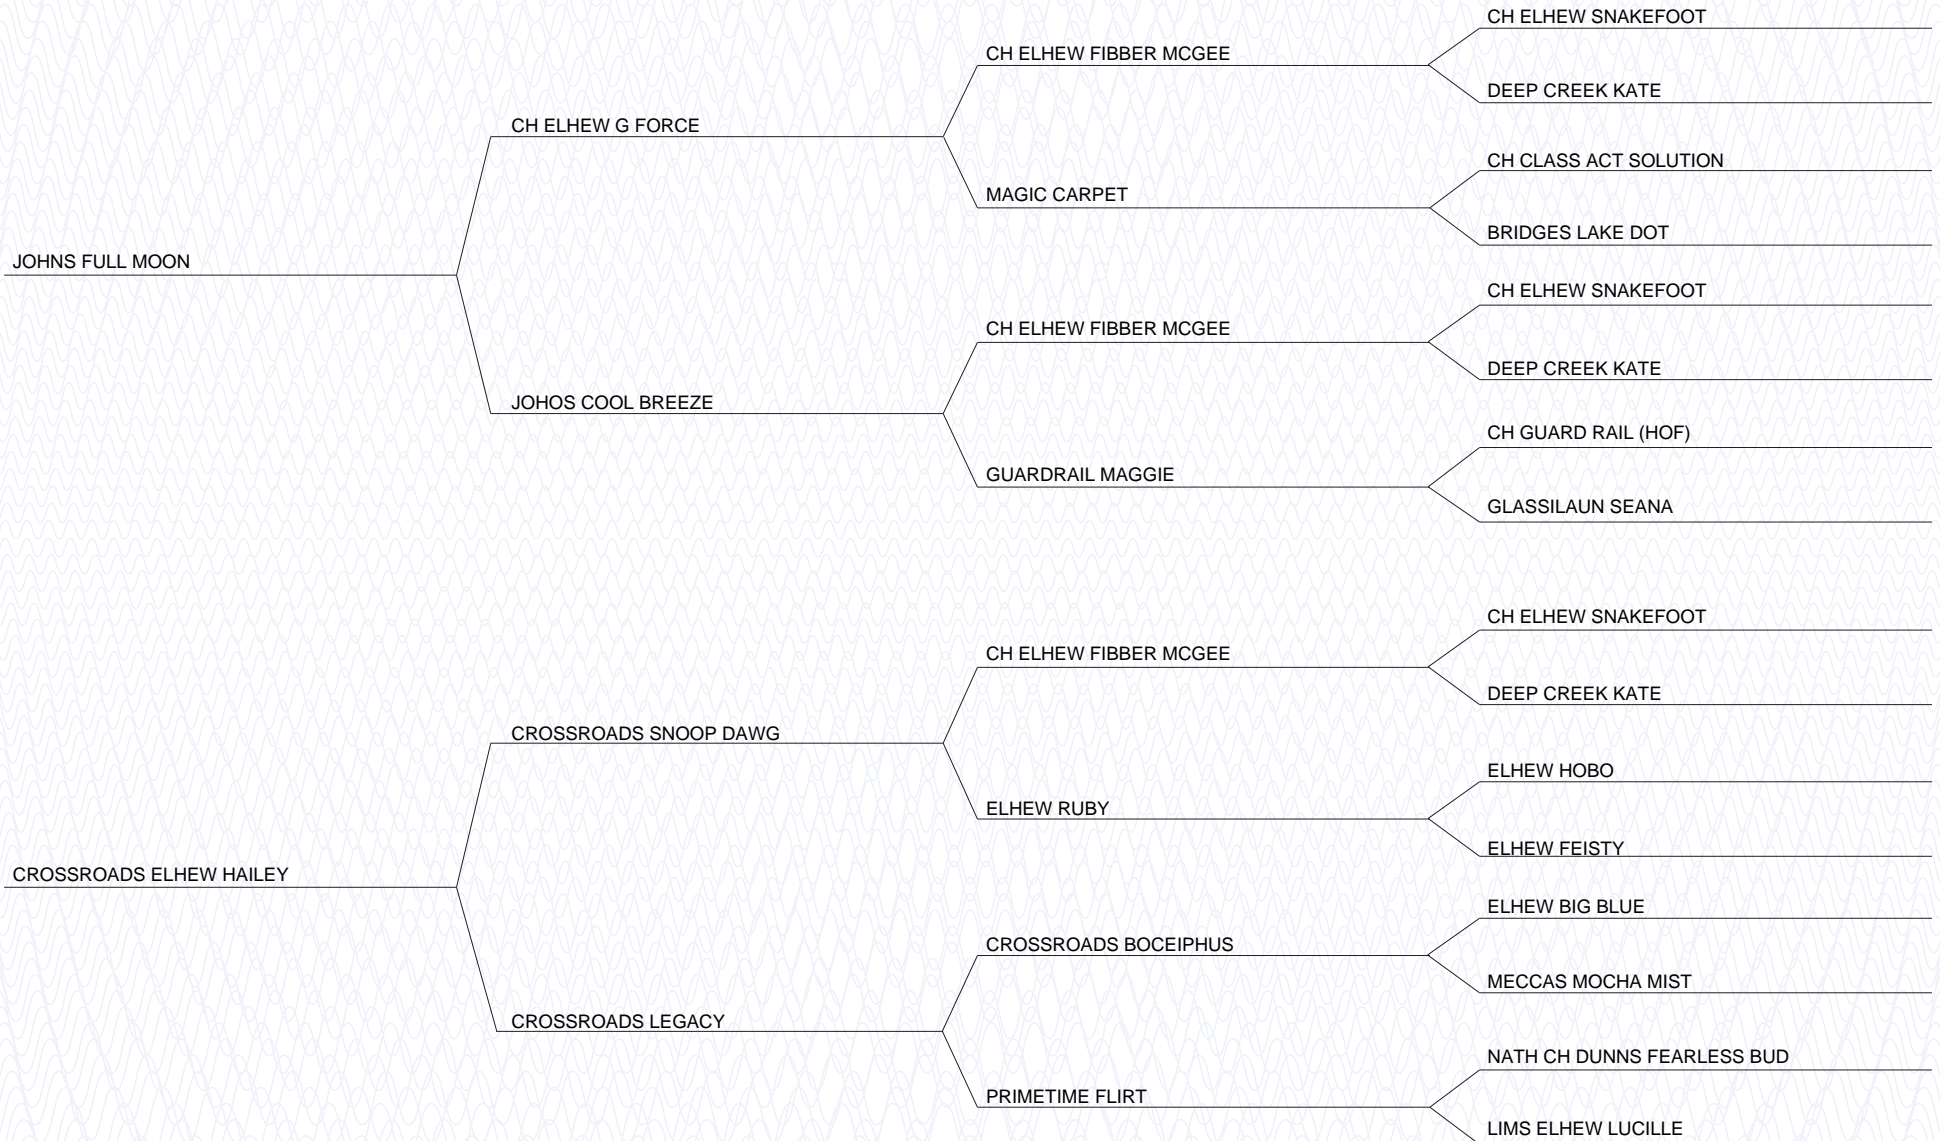 CH ELHEW SNAKEFOOT
CH ELHEW FIBBER MCGEE
DEEP CREEK KATE
CH ELHEW G FORCE
CH CLASS ACT SOLUTION
MAGIC CARPET
BRIDGES LAKE DOT
JOHNS FULL MOON
CH ELHEW SNAKEFOOT
CH ELHEW FIBBER MCGEE
DEEP CREEK KATE
JOHOS COOL BREEZE
CH GUARD RAIL (HOF)
GUARDRAIL MAGGIE
GLASSILAUN SEANA
CH ELHEW SNAKEFOOT
CH ELHEW FIBBER MCGEE
DEEP CREEK KATE
CROSSROADS SNOOP DAWG
ELHEW HOBO
ELHEW RUBY
ELHEW FEISTY
CROSSROADS ELHEW HAILEY
ELHEW BIG BLUE
CROSSROADS BOCEIPHUS
MECCAS MOCHA MIST
CROSSROADS LEGACY
NATH CH DUNNS FEARLESS BUD
PRIMETIME FLIRT
LIMS ELHEW LUCILLE